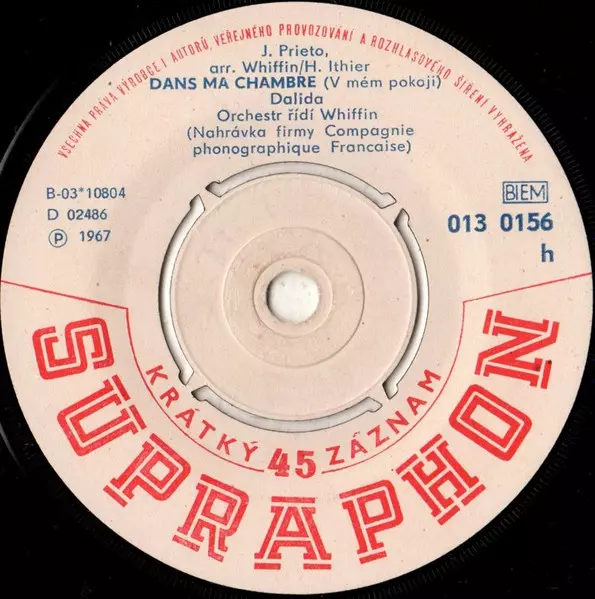 VŠECHNA PRÁVA VÝROBCE I AUTORŮ, VEŘEJNÉHO PROVOZOVÁNÍ A ROZHLASOVÉHO ŠÍŘENÍ VYHRAŽENA
J. Prieto,
arr. Whiffin/H. Ithier
DANS MA CHAMBRE (V mém pokoji)
Dalida
Orchestr řídí Whiffin
(Nahrávka firmy Compagnie
phonographique Francaise)
B-03*10804
D 02486
Ⓟ 1967
BIEM
013 0156
h
KRÁTKÝ 45 ZÁZNAM
SUPRAPHON